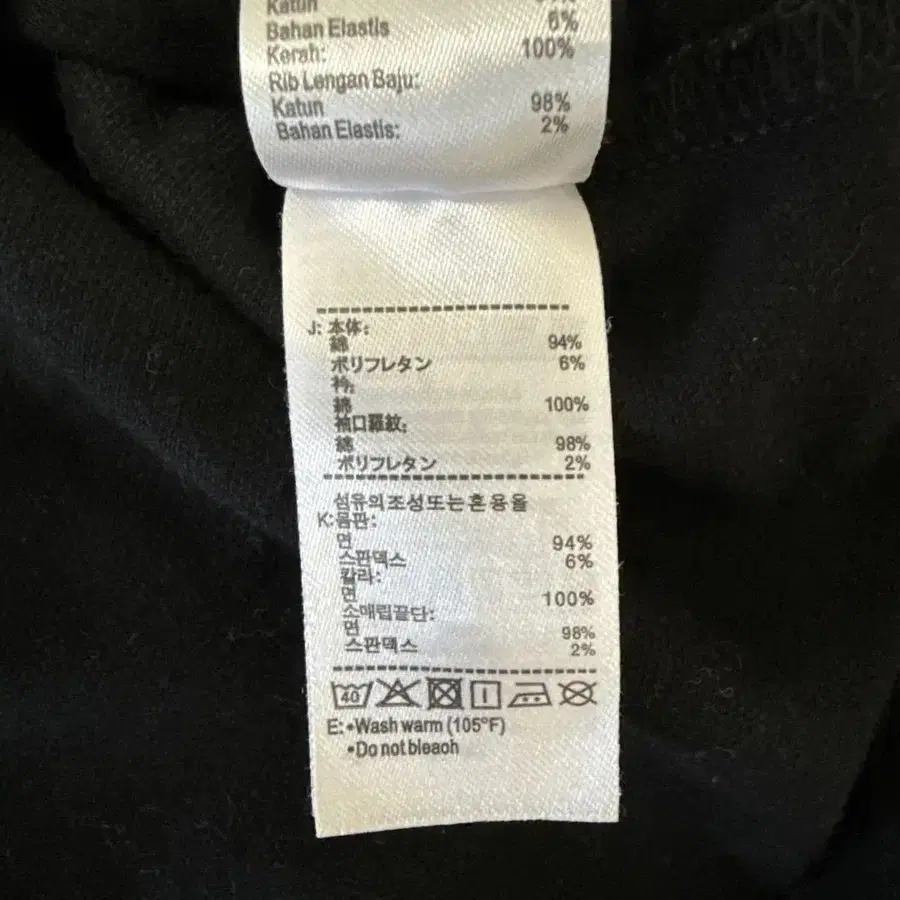 Katun
Bahan Elastis 6%
Kerah: 100%
Rib Lengan Baju:
Katun 98%
Bahan Elastis: 2%
J: 本体:
綿 94%
ポリフレタン 6%
衿:
綿 100%
袖口羅紋:
綿 98%
ポリフレタン 2%
섬유의조성또는혼용율
K:몸판:
면 94%
스판덱스 6%
칼라:
면 100%
소매립끝단:
면 98%
스판덱스 2%
40
E: •Wash warm (105°F)
•Do not bleach